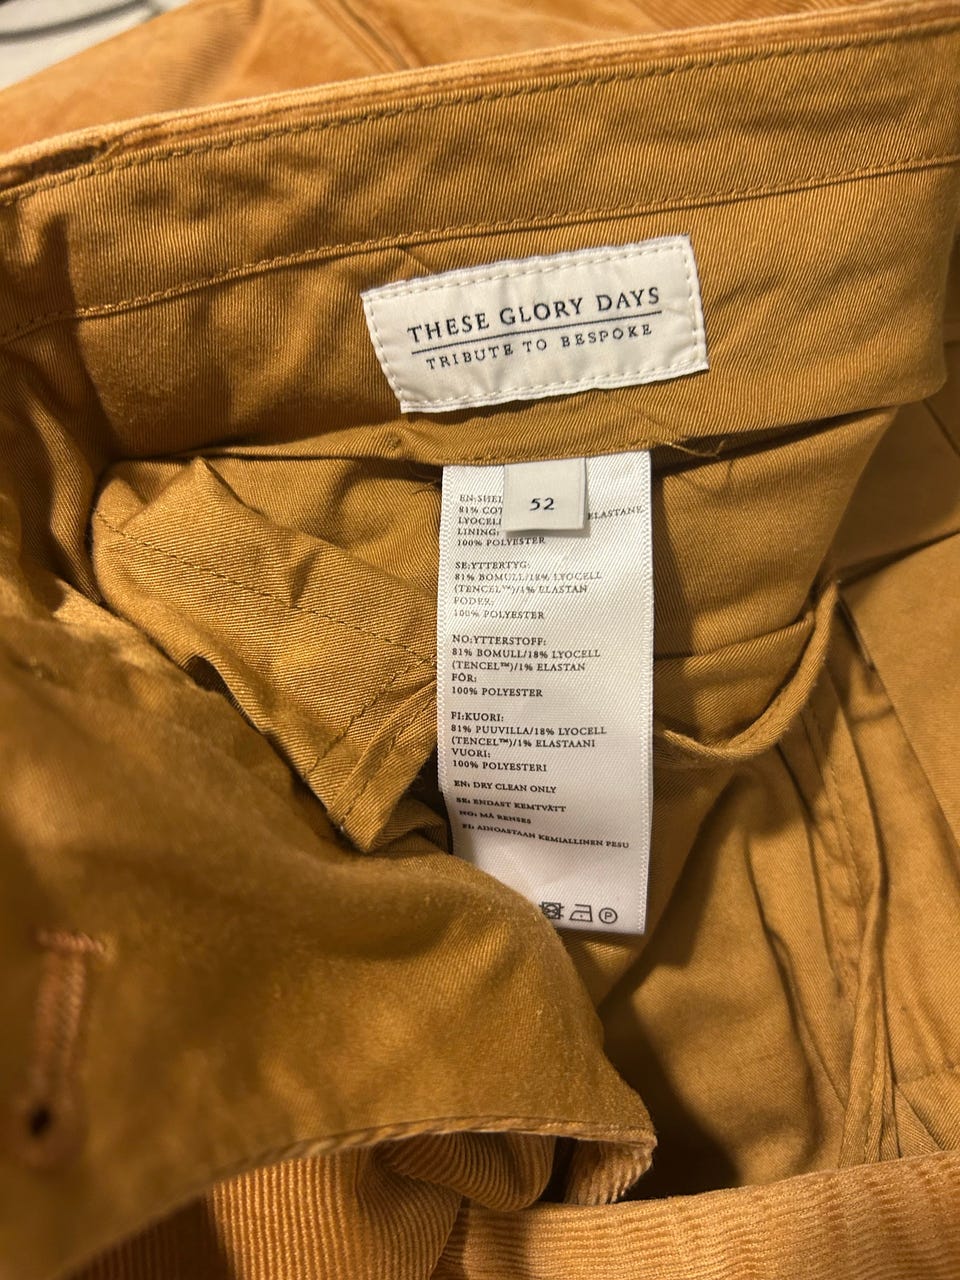 THESE GLORY DAYS
TRIBUTE TO BESPOKE
52
EN:SHEL
81% COT
LYOCELL ELASTANE
LINING:
100% POLYESTER
SE:YTTERTYG:
81% BOMULL/18% LYOCELL
(TENCEL™)/1% ELASTAN
FODER:
100% POLYESTER
NO:YTTERSTOFF:
81% BOMULL/18% LYOCELL
(TENCEL™)/1% ELASTAN
FÖR:
100% POLYESTER
FI:KUORI:
81% PUUVILLA/18% LYOCELL
(TENCEL™)/1% ELASTAANI
VUORI:
100% POLYESTERI
EN: DRY CLEAN ONLY
SE: ENDAST KEMTVÄTT
NO: MÅ RENSES
FI: AINOASTAAN KEMIALLINEN PESU
P